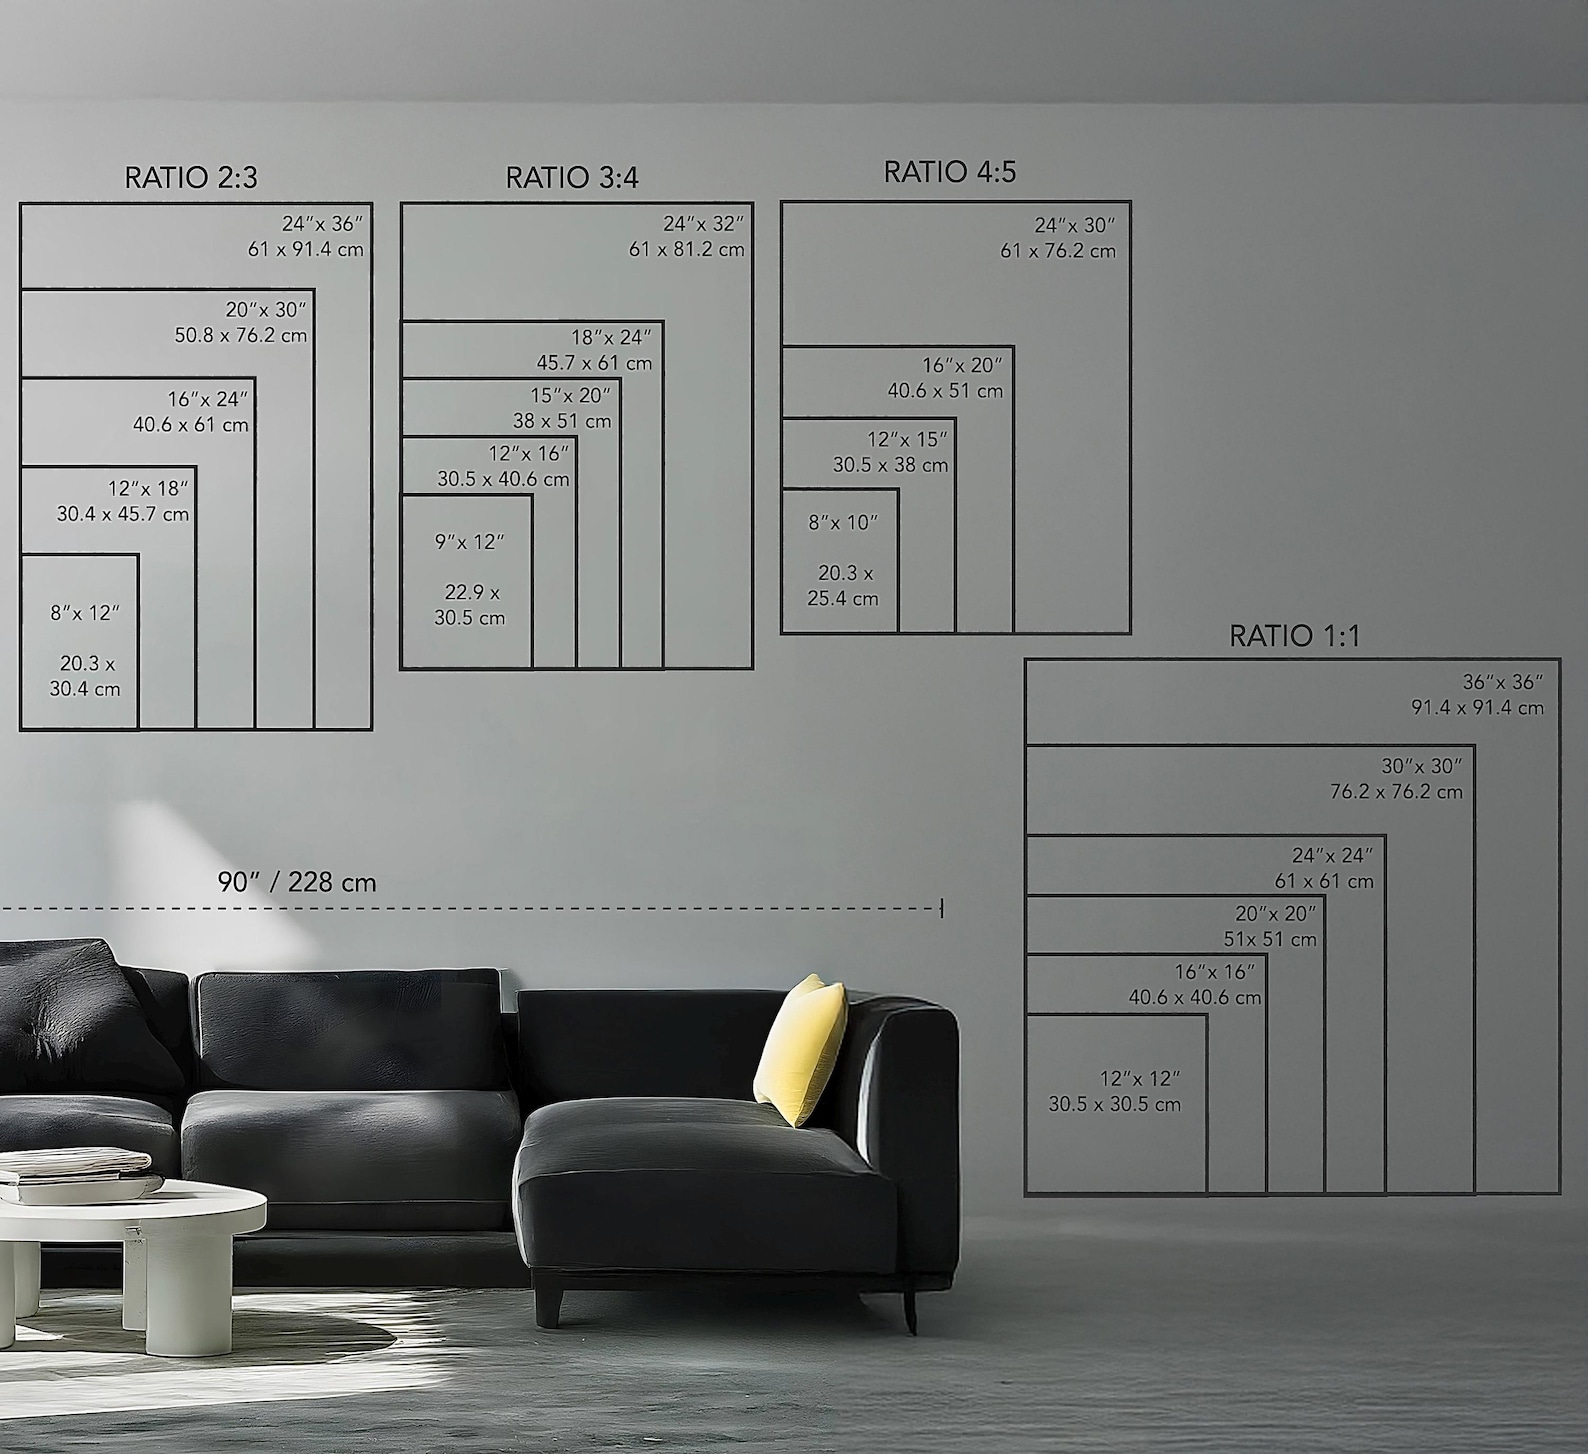 RATIO 2:3
24"x 36"
61 x 91.4 cm
20"x 30"
50.8 x 76.2 cm
16"x 24"
40.6 x 61 cm
12"x 18"
30.4 x 45.7 cm
8"x 12"
20.3 x
30.4 cm
RATIO 3:4
24"x 32"
61 x 81.2 cm
18"x 24"
45.7 x 61 cm
15"x 20"
38 x 51 cm
12"x 16"
30.5 x 40.6 cm
9"x 12"
22.9 x
30.5 cm
RATIO 4:5
24"x 30"
61 x 76.2 cm
16"x 20"
40.6 x 51 cm
12"x 15"
30.5 x 38 cm
8"x 10"
20.3 x
25.4 cm
RATIO 1:1
36"x 36"
91.4 x 91.4 cm
30"x 30"
76.2 x 76.2 cm
24"x 24"
61 x 61 cm
20"x 20"
51x 51 cm
16"x 16"
40.6 x 40.6 cm
12"x 12"
30.5 x 30.5 cm
90" / 228 cm